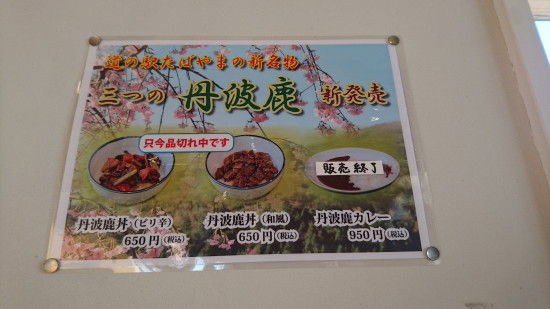 道の駅たばやまの新名物
三つの 丹波鹿 新発売
只今品切れ中です
販売終了
丹波鹿丼(ピリ辛)
650円(税込)
丹波鹿丼(和風)
650円(税込)
丹波鹿カレー
950円(税込)